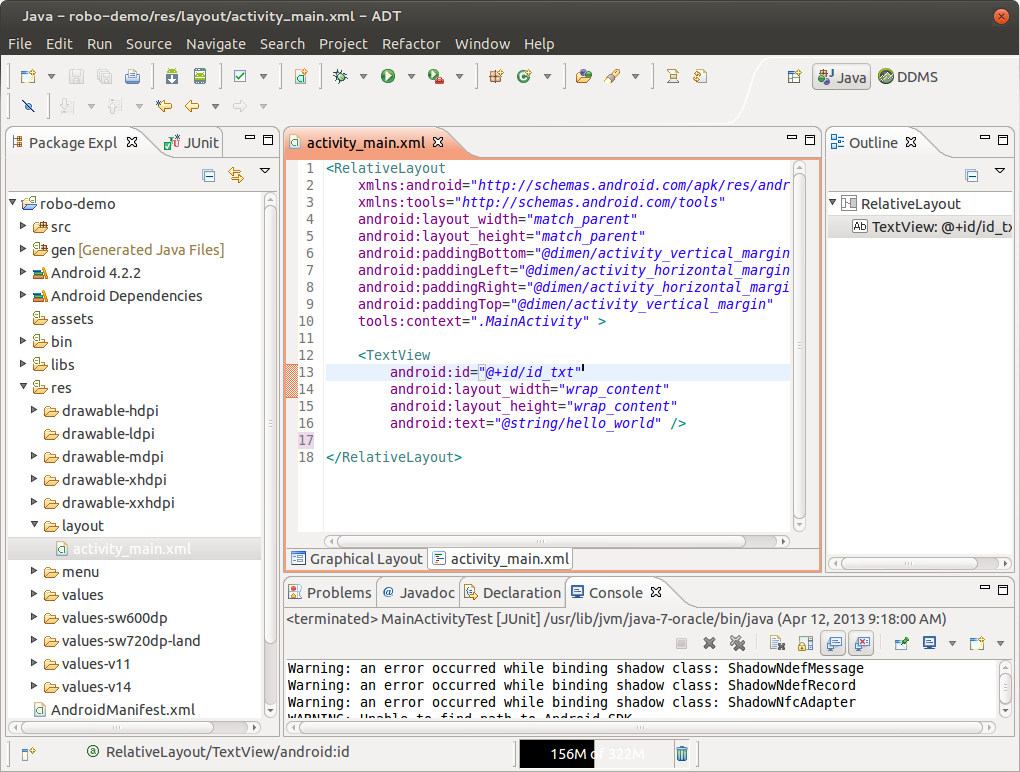 Java - robo-demo/res/layout/activity_main.xml - ADT
File Edit Run Source Navigate Search Project Refactor Window Help
Java DDMS
Package Expl JUnit
robo-demo
src
gen [Generated Java Files]
Android 4.2.2
Android Dependencies
assets
bin
libs
res
drawable-hdpi
drawable-ldpi
drawable-mdpi
drawable-xhdpi
drawable-xxhdpi
layout
activity_main.xml
menu
values
values-sw600dp
values-sw720dp-land
values-v11
values-v14
AndroidManifest.xml
activity_main.xml
1 <RelativeLayout
2 xmlns:android="http://schemas.android.com/apk/res/andr
3 xmlns:tools="http://schemas.android.com/tools"
4 android:layout_width="match_parent"
5 android:layout_height="match_parent"
6 android:paddingBottom="@dimen/activity_vertical_margin
7 android:paddingLeft="@dimen/activity_horizontal_margin
8 android:paddingRight="@dimen/activity_horizontal_margi
9 android:paddingTop="@dimen/activity_vertical_margin"
10 tools:context=".MainActivity" >
11
12 <TextView
13 android:id="@+id/id_txt"
14 android:layout_width="wrap_content"
15 android:layout_height="wrap_content"
16 android:text="@string/hello_world" />
17
18 </RelativeLayout>
Graphical Layout activity_main.xml
Outline
RelativeLayout
Ab TextView: @+id/id_tx
Problems @ Javadoc Declaration Console
<terminated> MainActivityTest [JUnit] /usr/lib/jvm/java-7-oracle/bin/java (Apr 12, 2013 9:18:00 AM)
Warning: an error occurred while binding shadow class: ShadowNdefMessage
Warning: an error occurred while binding shadow class: ShadowNdefRecord
Warning: an error occurred while binding shadow class: ShadowNfcAdapter
WARNING: Unable to find path to Android SDK
RelativeLayout/TextView/android:id
156M of 322M